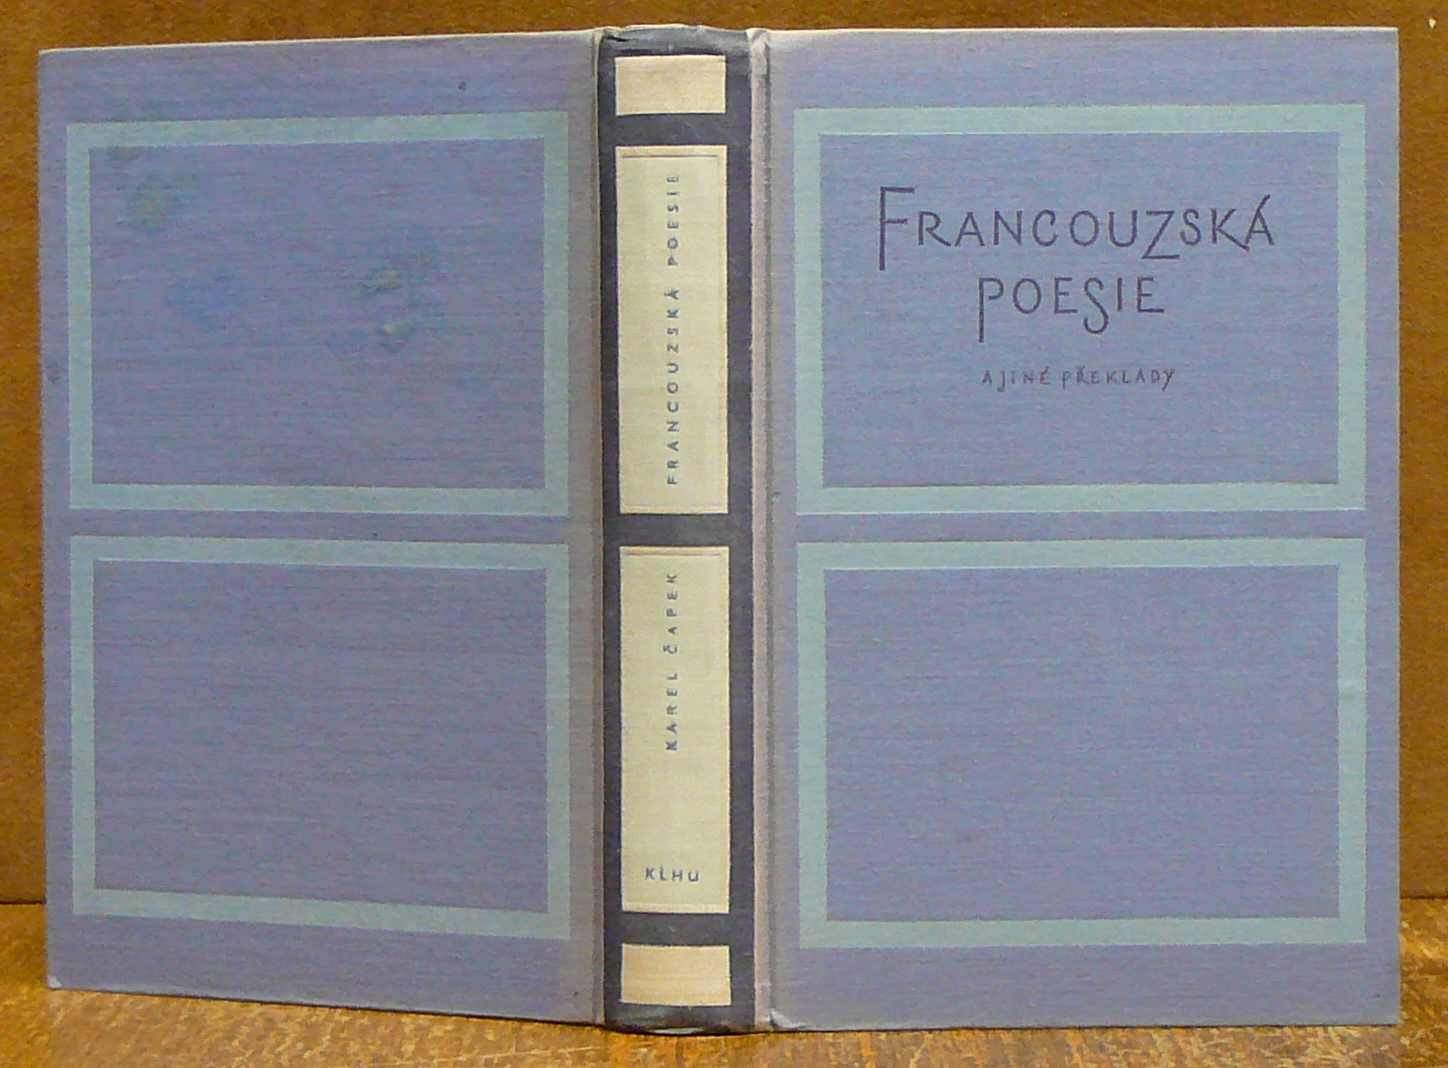 FRANCOUZSKÁ
POESIE
A JINÉ PŘEKLADY
FRANCOUZSKÁ POESIE
KAREL ČAPEK
KLHU